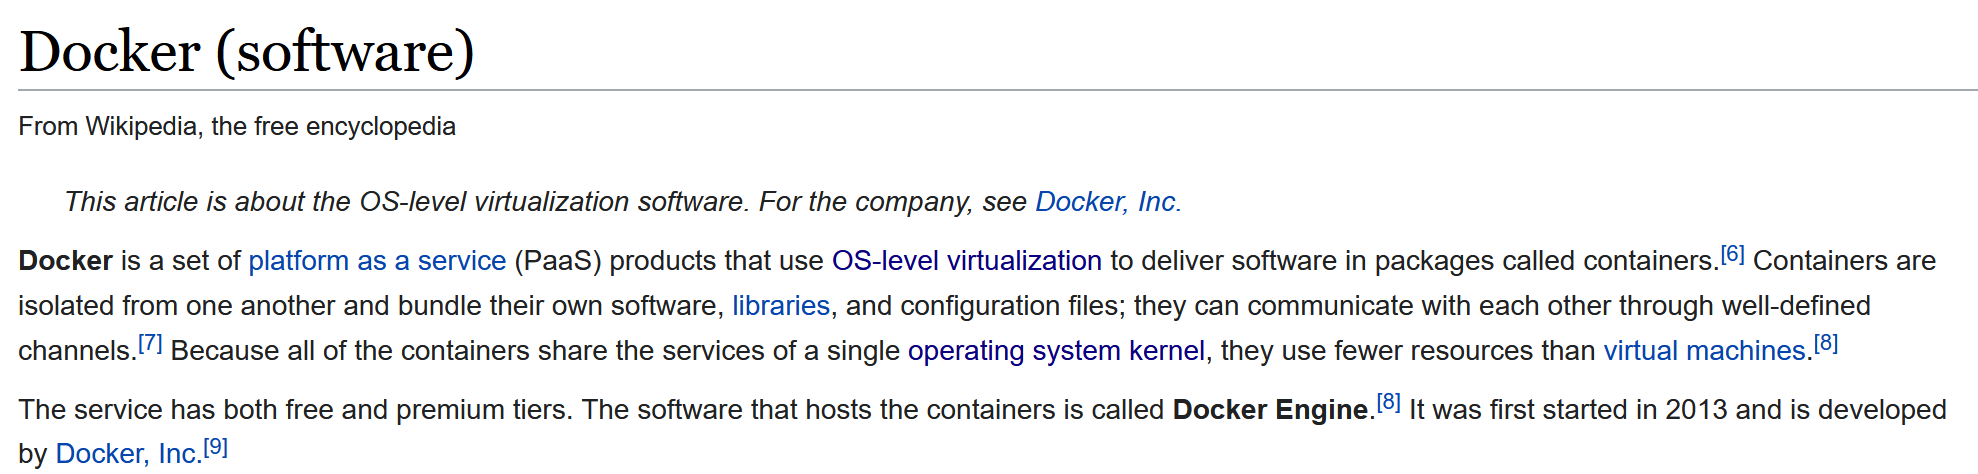 Docker (software)
From Wikipedia, the free encyclopedia
This article is about the OS-level virtualization software. For the company, see Docker, Inc.
Docker is a set of platform as a service (PaaS) products that use OS-level virtualization to deliver software in packages called containers.[6] Containers are
isolated from one another and bundle their own software, libraries, and configuration files; they can communicate with each other through well-defined
channels.[7] Because all of the containers share the services of a single operating system kernel, they use fewer resources than virtual machines.[8]
The service has both free and premium tiers. The software that hosts the containers is called Docker Engine.[8] It was first started in 2013 and is developed
by Docker, Inc.[9]